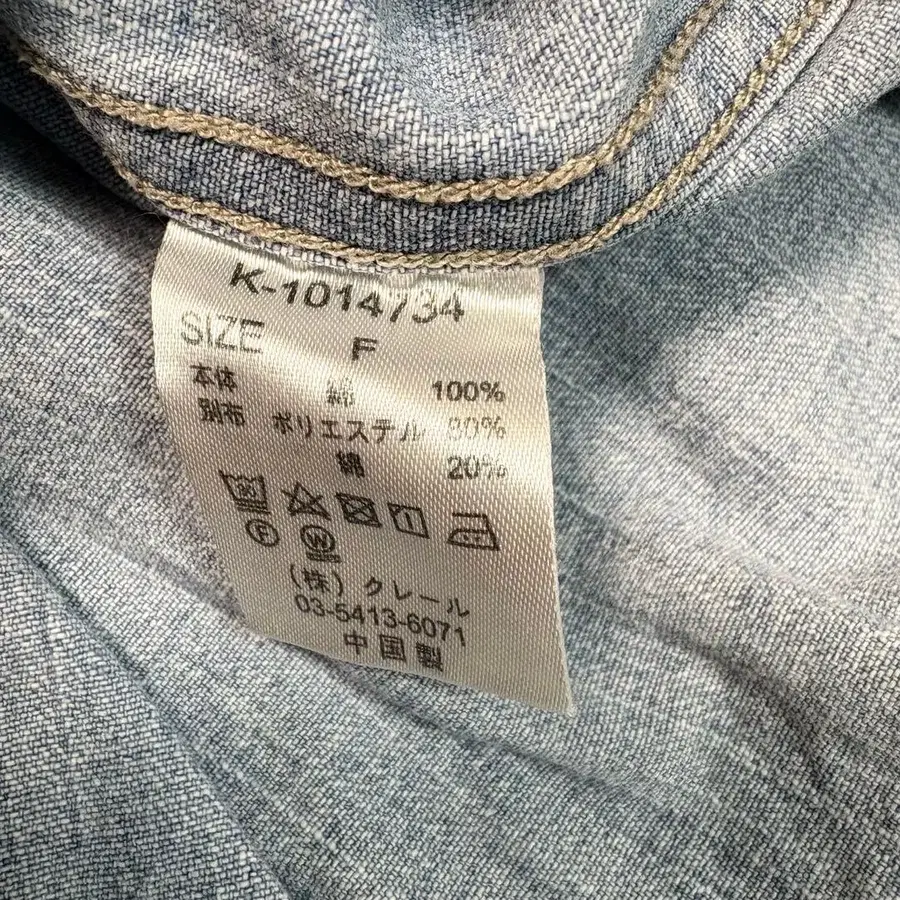 K-1014734
SIZE F
本体 綿 100%
別布 ポリエステル 80%
綿 20%
(株) クレール
03-5413-6071
中国製